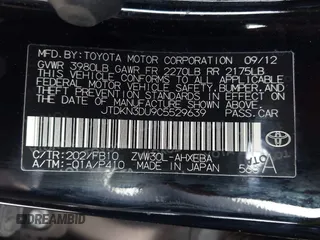 MFD. BY: TOYOTA MOTOR CORPORATION 09/12
GVWR 3980LB GAWR FR 2270LB RR 2175LB
THIS VEHICLE CONFORMS TO ALL APPLICABLE
FEDERAL MOTOR VEHICLE SAFETY,
BUMPER, AND THEFT PREVENTION STANDARDS
IN EFFECT ON THE DATE OF
MANUFACTURE SHOWN ABOVE.
JTDKN3DU9C5529639 PASS.CAR
C/TR: 202/FB10 ZVW30L-AHXEBA
A/TM: -01A/P410 MADE IN JAPAN
A
DREAMBID